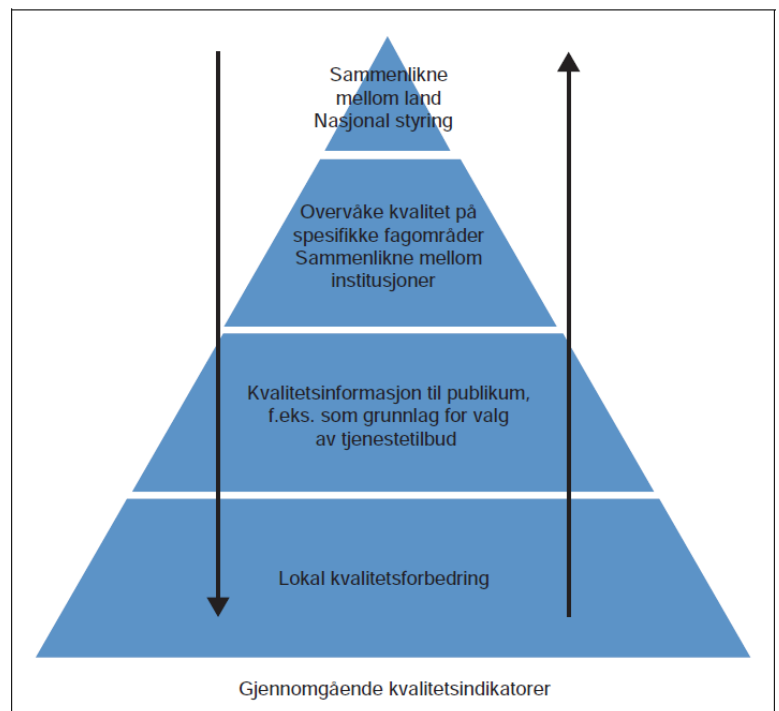 Sammenlikne
mellom land
Nasjonal styring
Overvåke kvalitet på
spesifikke fagområder
Sammenlikne mellom
institusjoner
Kvalitetsinformasjon til publikum,
f.eks. som grunnlag for valg
av tjenestetilbud
Lokal kvalitetsforbedring
Gjennomgående kvalitetsindikatorer